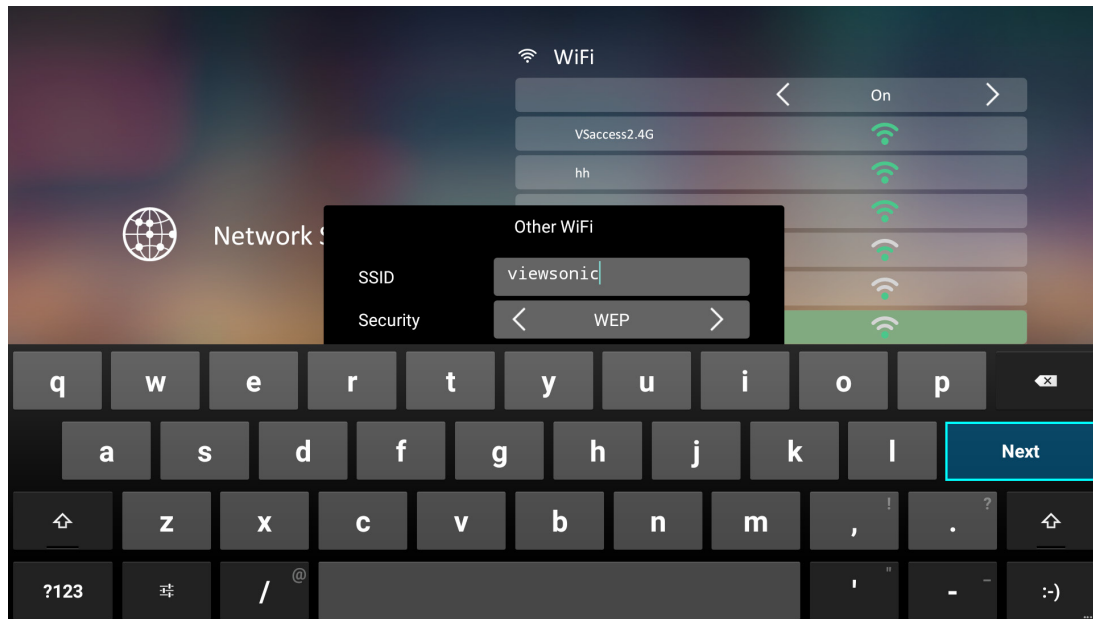 WiFi
On
VSaccess2.4G
hh
Network
Other WiFi
SSID
viewsonic
Security
WEP
q w e r t y u i o p
a s d f g h j k l Next
z x c v b n m , ! . ?
?123 / @ ' " - _ :-)